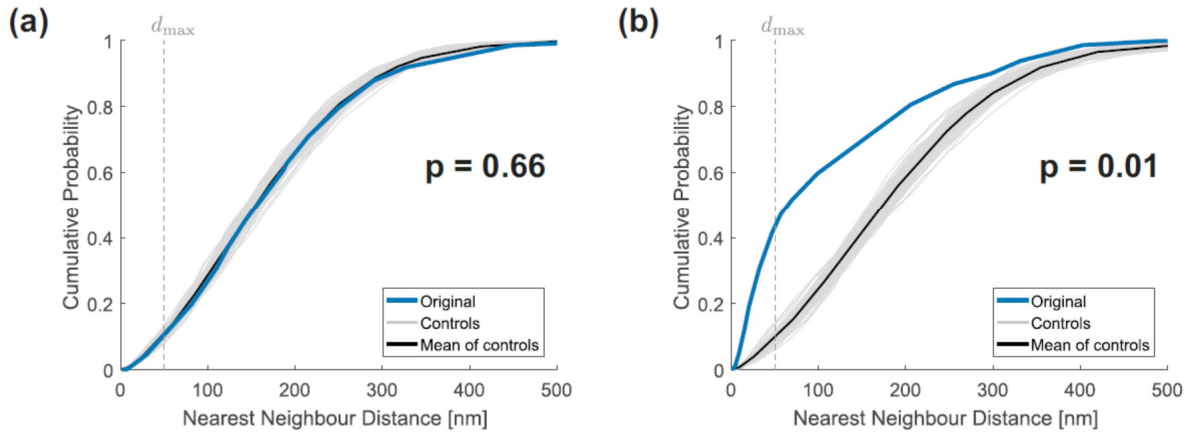 (a)
d_max
Cumulative Probability
1
0.8
0.6
0.4
0.2
0
p = 0.66
Original
Controls
Mean of controls
0 100 200 300 400 500
Nearest Neighbour Distance [nm]
(b)
d_max
Cumulative Probability
1
0.8
0.6
0.4
0.2
0
p = 0.01
Original
Controls
Mean of controls
0 100 200 300 400 500
Nearest Neighbour Distance [nm]